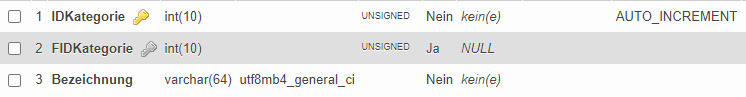 1 IDKategorie int(10) UNSIGNED Nein kein(e) AUTO_INCREMENT
2 FIDKategorie int(10) UNSIGNED Ja NULL
3 Bezeichnung varchar(64) utf8mb4_general_ci Nein kein(e)